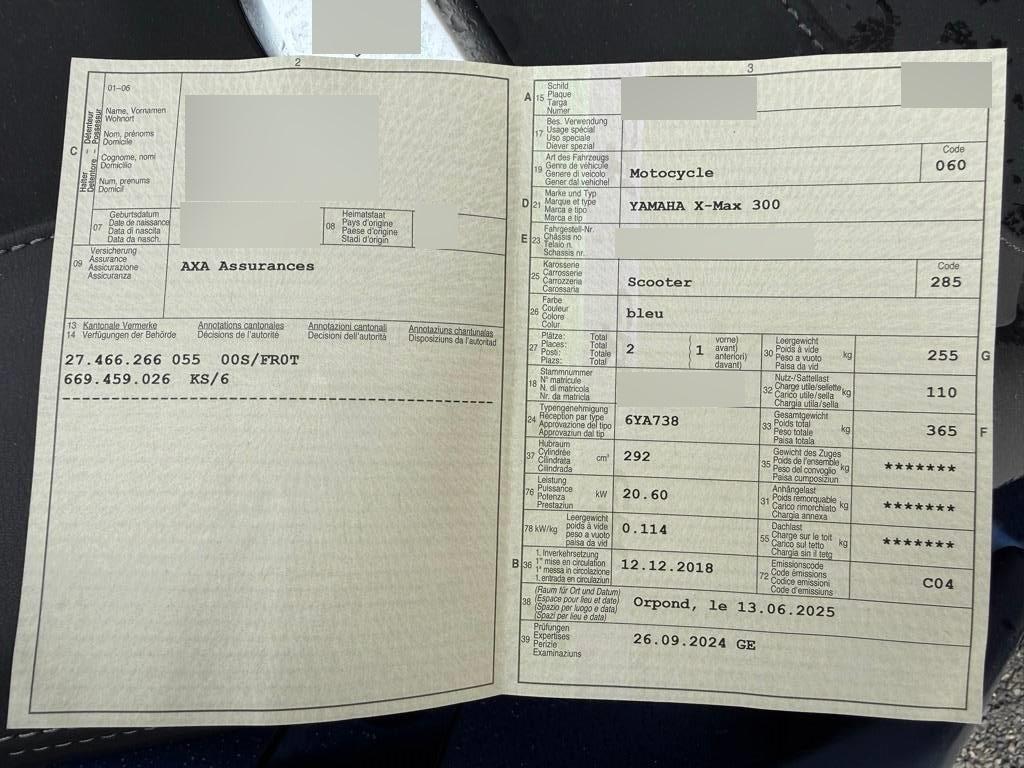 2
01–06
Name, Vornamen
Wohnort
Nom, prénoms
Domicile
Cognome, nomi
Domicilio
Num, prenums
Domicil
C
Halter – Détenteur
Detentore – Possessur
07
Geburtsdatum
Date de naissance
Data di nascita
Data da nasch.
08
Heimatstaat
Pays d'origine
Paese d'origine
Stadi d'origin
09
Versicherung
Assurance
Assicurazione
Assicuranza
AXA Assurances
13 Kantonale Vermerke Annotations cantonales Annotazioni cantonali Annotaziuns chantunalas
14 Verfügungen der Behörde Décisions de l'autorité Decisioni dell'autorità Disposiziuns da l'autoritad
27.466.266 055 00S/FR0T
669.459.026 KS/6
3
A 15
Schild
Plaque
Targa
Numer
17
Bes. Verwendung
Usage spécial
Uso speciale
Diever spezial
19
Art des Fahrzeugs
Genre de véhicule
Genere di veicolo
Gener dal vehichel
Motocycle
Code
060
D 21
Marke und Typ
Marque et type
Marca e tipo
Marca e tip
YAMAHA X-Max 300
E 23
Fahrgestell-Nr.
Châssis no
Telaio n.
Schassis nr.
25
Karosserie
Carrosserie
Carrozzeria
Carossaria
Scooter
Code
285
26
Farbe
Couleur
Colore
Colur
bleu
27
Plätze: Total
Places: Total
Posti: Totale
Plazs: Total
2
1
vorne)
avant)
anteriori)
davant)
30
Leergewicht
Poids à vide
Peso a vuoto
Paisa da vid
kg
255
G
18
Stammnummer
N° matricule
N. di matricola
Nr. da matricla
32
Nutz-/Sattellast
Charge utile/sellette
Carico utile/sella
Chargia utila/sella
kg
110
24
Typengenehmigung
Réception par type
Approvazione del tipo
Approvaziun dal tip
6YA738
33
Gesamtgewicht
Poids total
Peso totale
Paisa totala
kg
365
F
37
Hubraum
Cylindrée
Cilindrata
Cilindrada
cm³
292
35
Gewicht des Zuges
Poids de l'ensemble
Peso del convoglio
Paisa cumposiziun
kg
*******
76
Leistung
Puissance
Potenza
Prestaziun
kW
20.60
31
Anhängelast
Poids remorquable
Carico rimorchiato
Chargia annexa
kg
*******
78 kW/kg
Leergewicht
poids à vide
peso a vuoto
paisa da vid
0.114
55
Dachlast
Charge sur le toit
Carico sul tetto
Chargia sin il tetg
kg
*******
B 36
1. Inverkehrsetzung
1re mise en circulation
1a messa in circolazione
1. entrada en circulaziun
12.12.2018
72
Emissionscode
Code émissions
Codice emissioni
Code d'emissiuns
C04
38
(Raum für Ort und Datum)
(Espace pour lieu et date)
(Spazio per luogo e data)
(Spazi per lieu e data)
Orpond, le 13.06.2025
39
Prüfungen
Expertises
Perizie
Examinaziuns
26.09.2024 GE